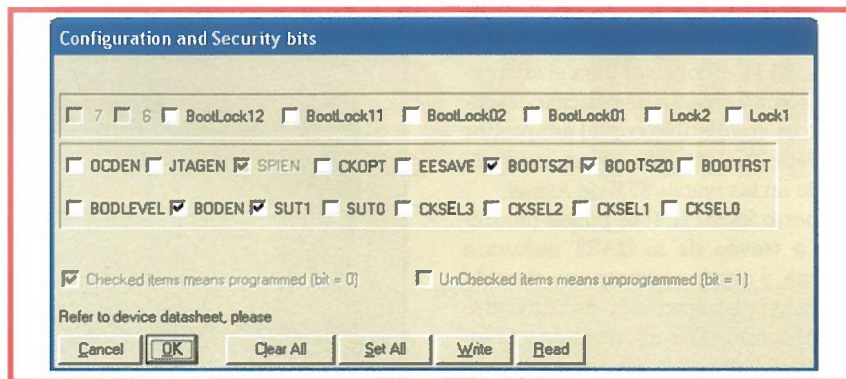 Configuration and Security bits
7 6 BootLock12 BootLock11 BootLock02 BootLock01 Lock2 Lock1
OCDEN JTAGEN SPIEN CKOPT EESAVE BOOTSZ1 BOOTSZ0 BOOTRST
BODLEVEL BODEN SUT1 SUT0 CKSEL3 CKSEL2 CKSEL1 CKSEL0
Checked items means programmed (bit = 0) UnChecked items means unprogrammed (bit = 1)
Refer to device datasheet, please
Cancel OK Clear All Set All Write Read